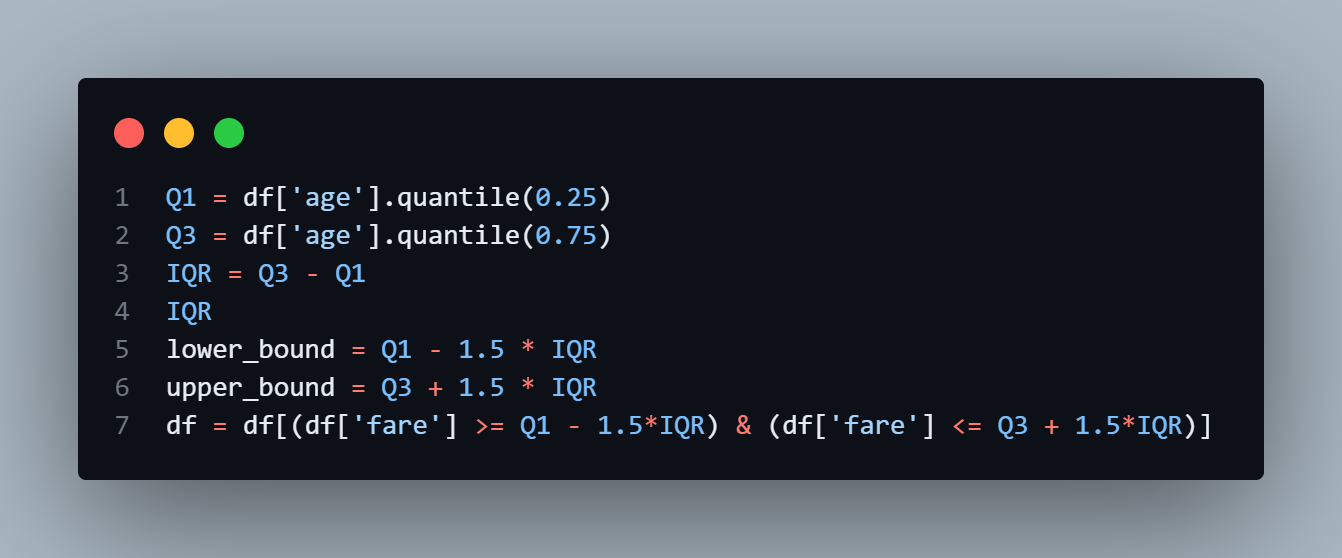 1 Q1 = df['age'].quantile(0.25)
2 Q3 = df['age'].quantile(0.75)
3 IQR = Q3 - Q1
4 IQR
5 lower_bound = Q1 - 1.5 * IQR
6 upper_bound = Q3 + 1.5 * IQR
7 df = df[(df['fare'] >= Q1 - 1.5*IQR) & (df['fare'] <= Q3 + 1.5*IQR)]